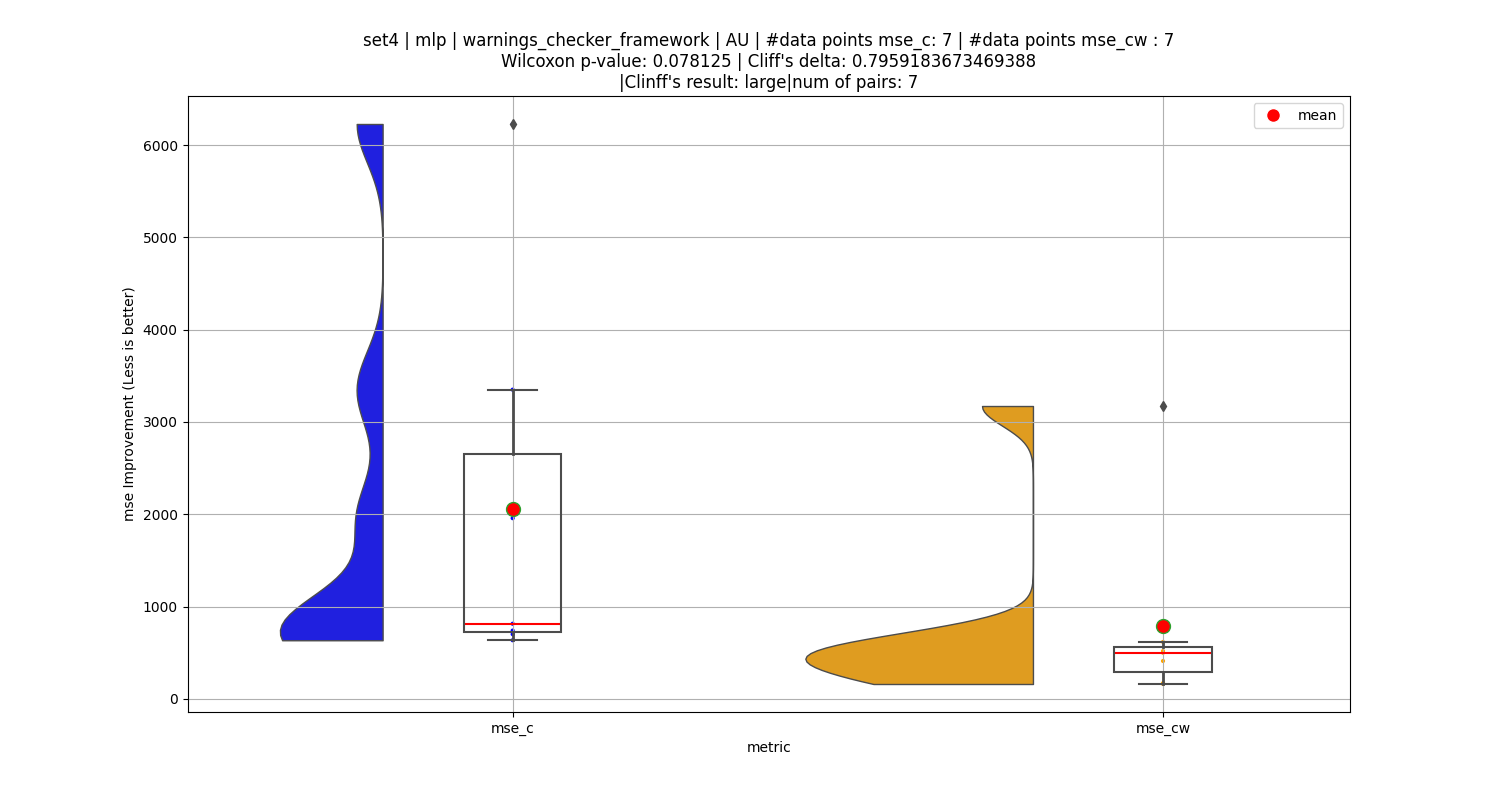 set4 | mlp | warnings_checker_framework | AU | #data points mse_c: 7 | #data points mse_cw : 7
Wilcoxon p-value: 0.078125 | Cliff's delta: 0.7959183673469388
|Clinff's result: large|num of pairs: 7
mean
6000
5000
4000
3000
2000
1000
0
mse Improvement (Less is better)
mse_c
mse_cw
metric